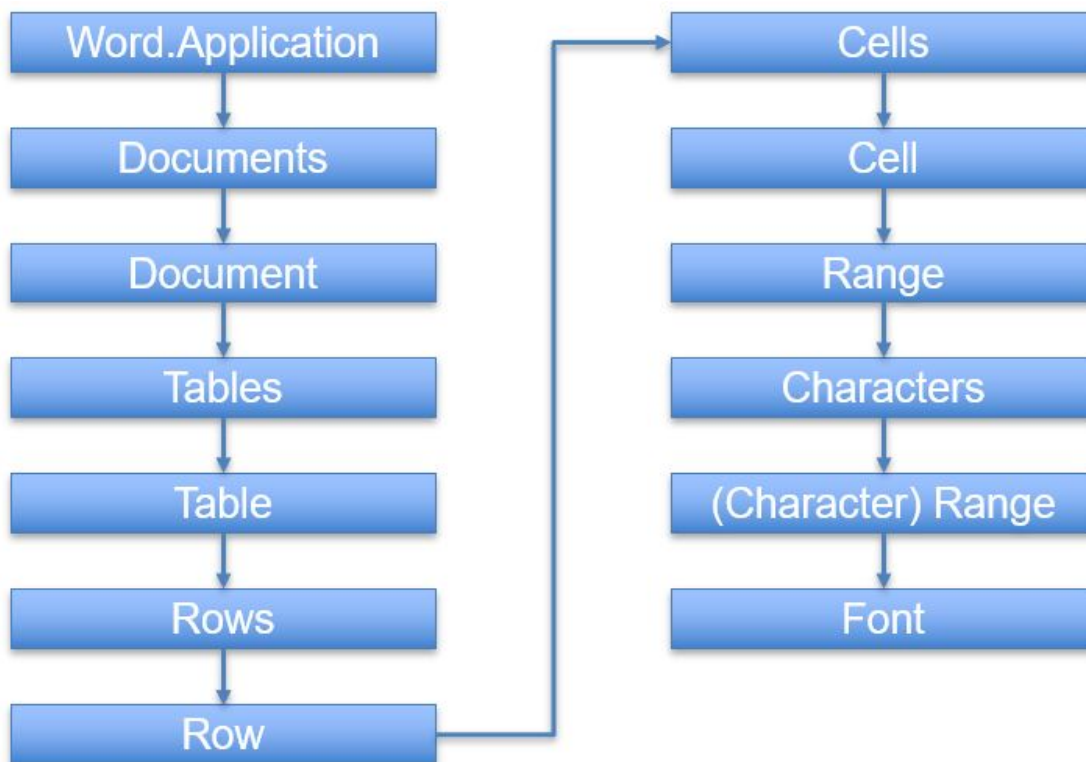 Word.Application
Documents
Document
Tables
Table
Rows
Row
Cells
Cell
Range
Characters
(Character) Range
Font